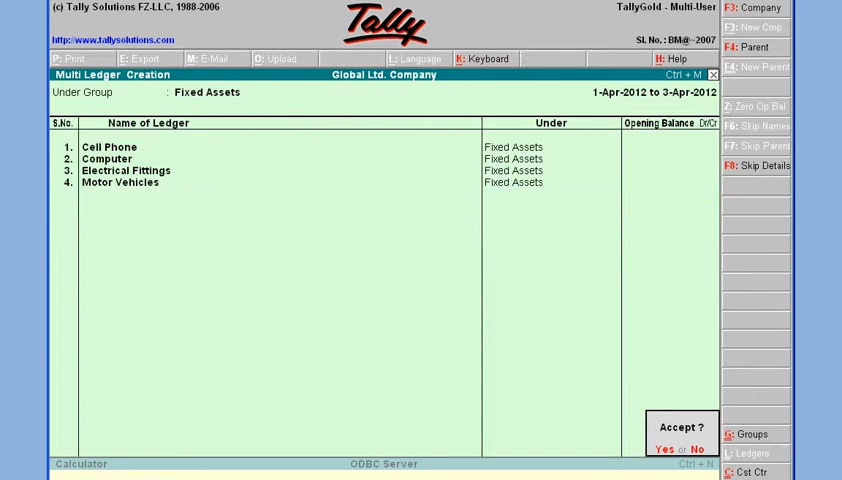 (c) Tally Solutions FZ-LLC, 1988-2006
Tally
TallyGold - Multi-User
F3: Company
http://www.tallysolutions.com
Sl. No. : BM@~2007
F3: New Cmp
P: Print
E: Export
M: E-Mail
O: Upload
L: Language
K: Keyboard
H: Help
F4: Parent
Multi Ledger Creation
Global Ltd. Company
Ctrl + M
F4: New Parent
Under Group : Fixed Assets
1-Apr-2012 to 3-Apr-2012
Z: Zero Op Bal
S.No. Name of Ledger Under Opening Balance Dr/Cr
F6: Skip Names
1. Cell Phone Fixed Assets
F7: Skip Parent
2. Computer Fixed Assets
3. Electrical Fittings Fixed Assets
F8: Skip Details
4. Motor Vehicles Fixed Assets
Accept ?
Yes or No
G: Groups
L: Ledgers
C: Cst Ctr
Calculator
ODBC Server
Ctrl + N